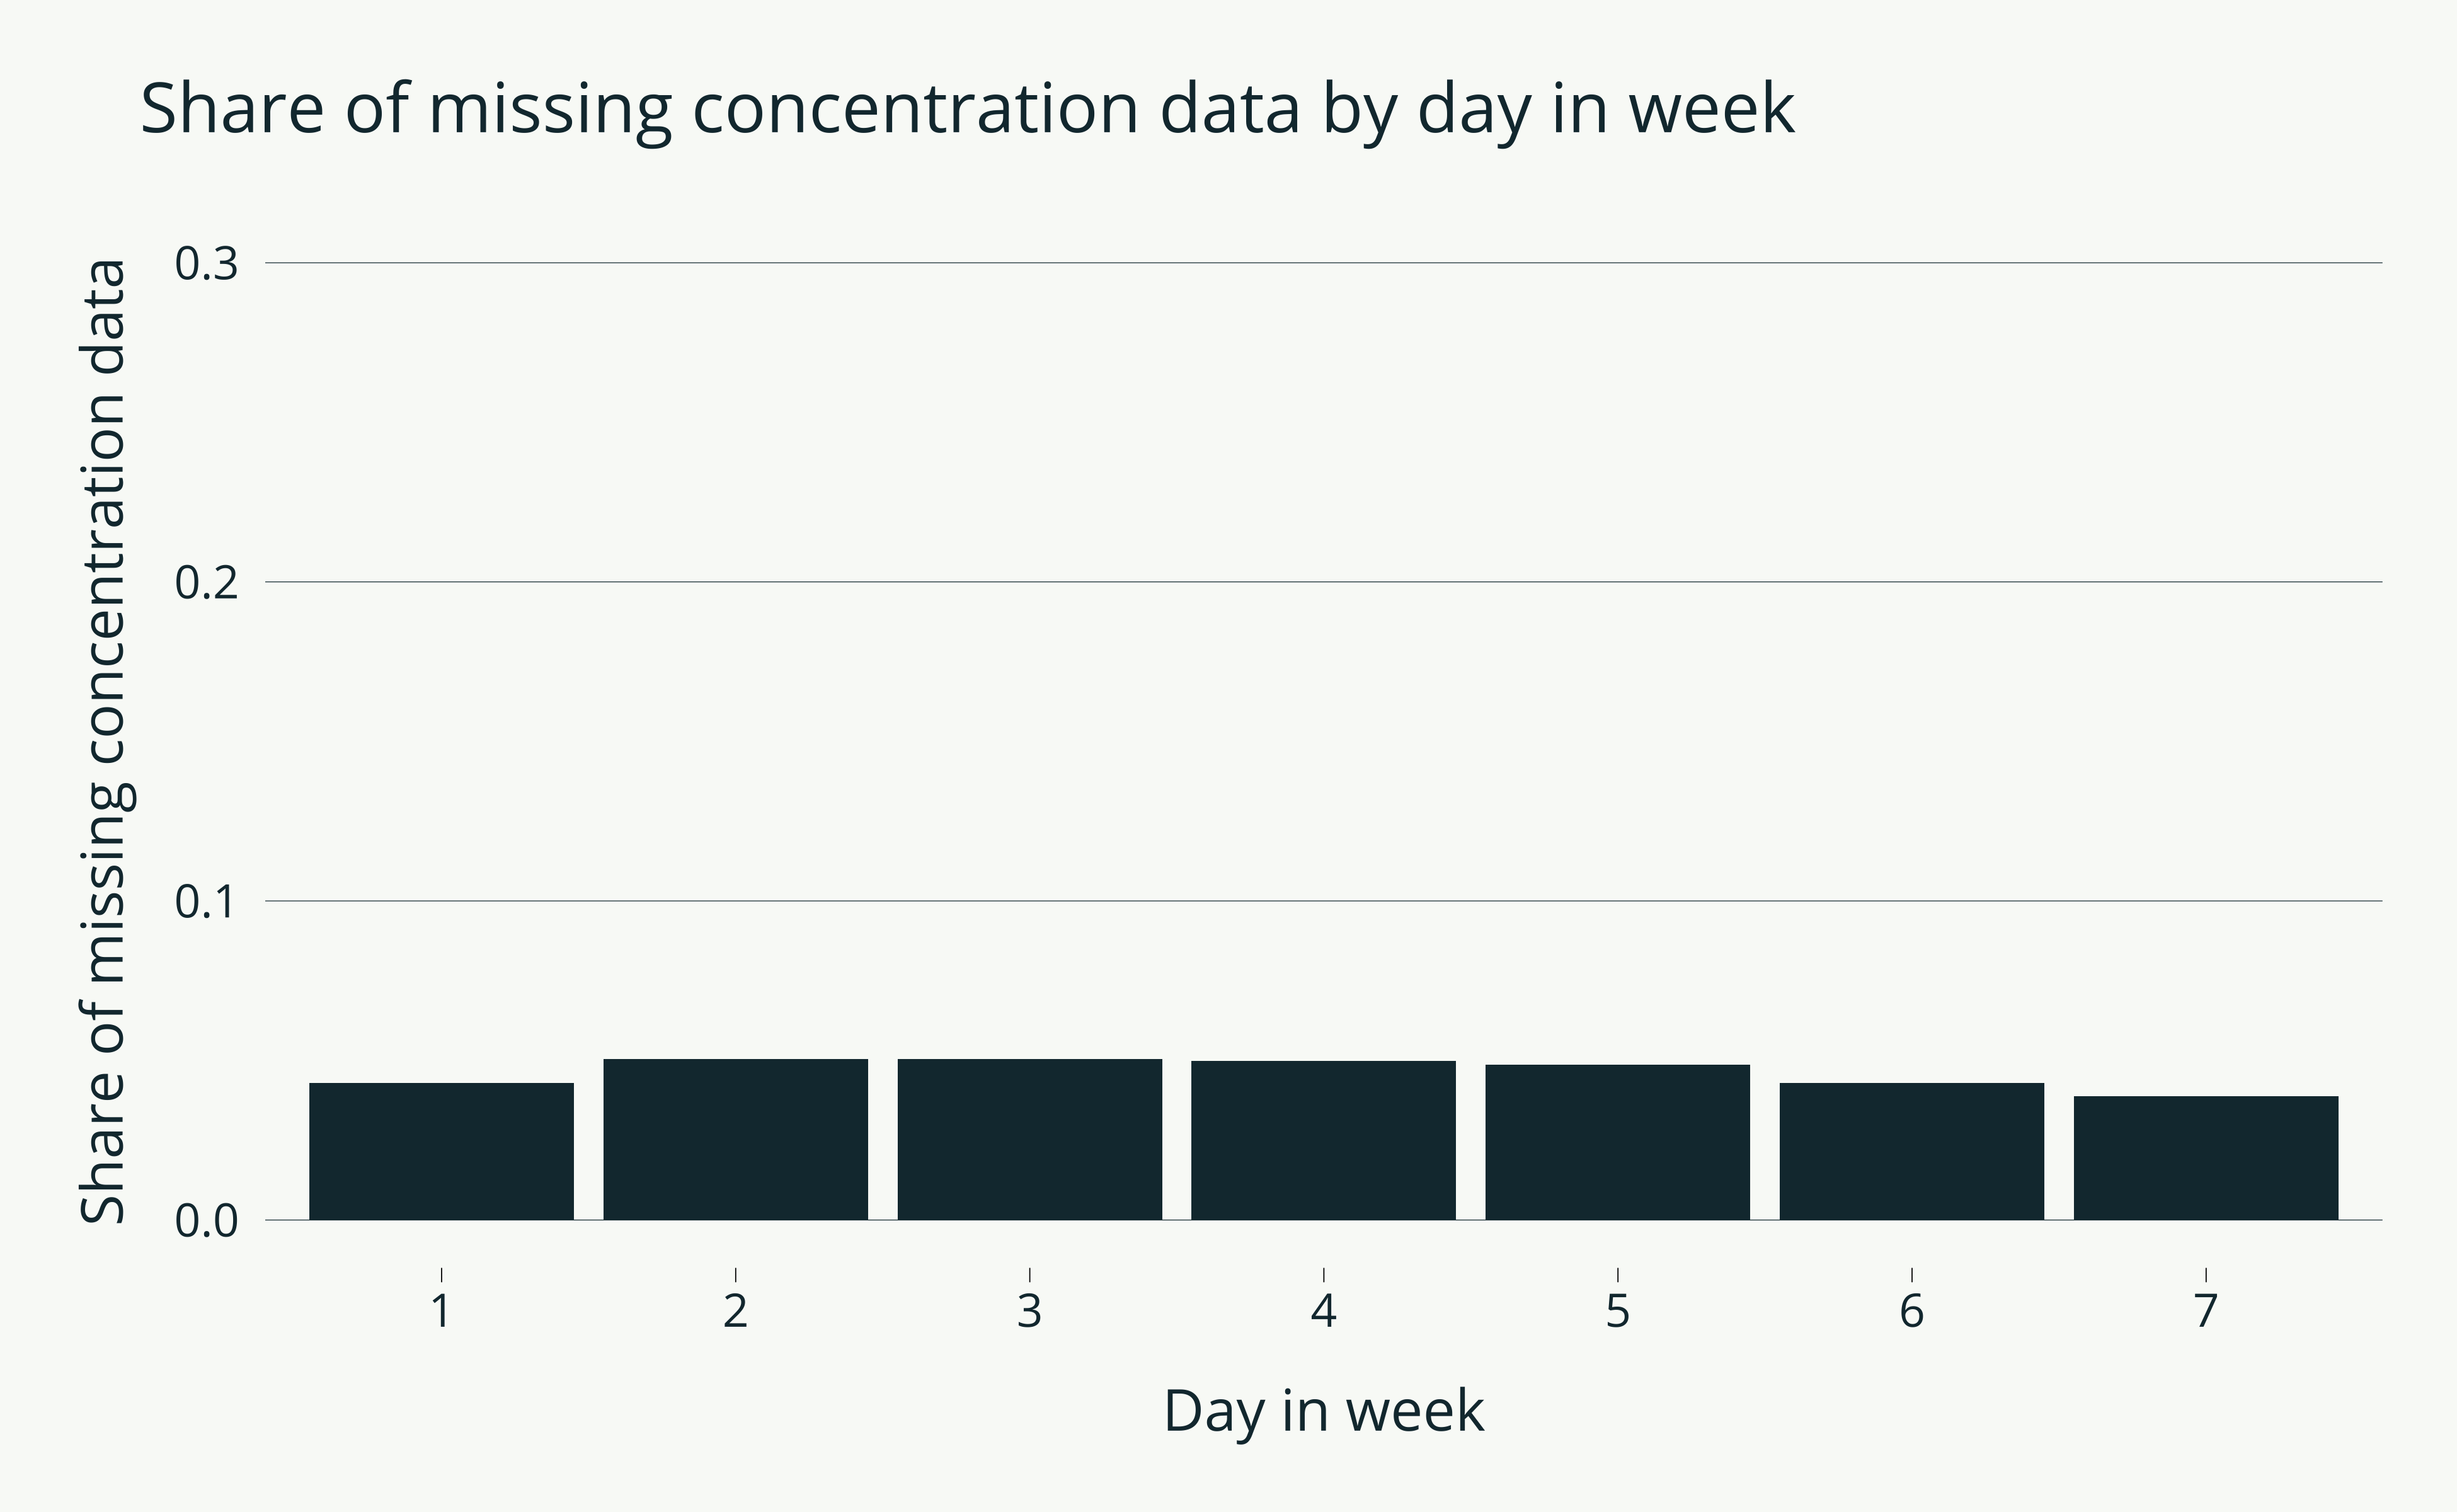 Share of missing concentration data by day in week
Share of missing concentration data
0.3
0.2
0.1
0.0
1 2 3 4 5 6 7
Day in week